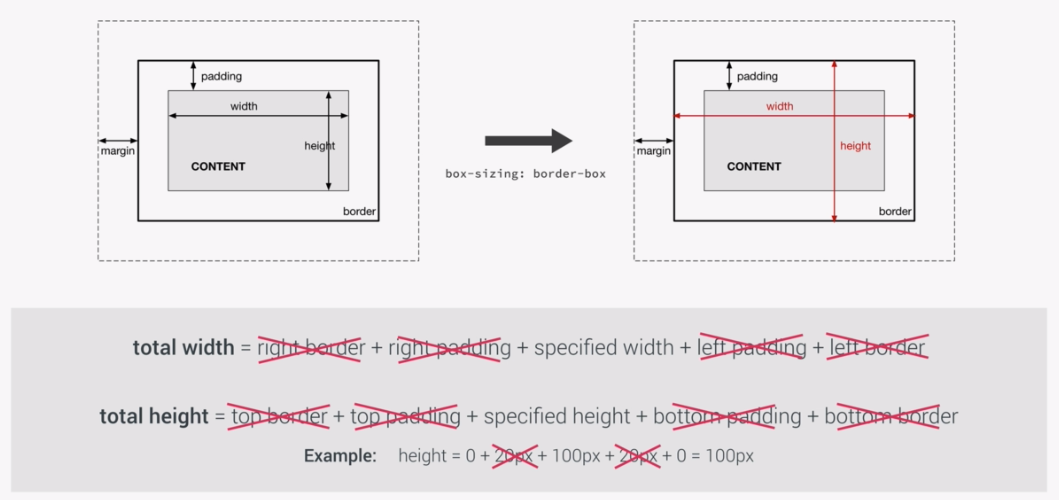 padding
width
height
margin
CONTENT
border
box-sizing: border-box
padding
width
height
margin
CONTENT
border
total width = right border + right padding + specified width + left padding + left border
total height = top border + top padding + specified height + bottom padding + bottom border
Example: height = 0 + 20px + 100px + 20px + 0 = 100px